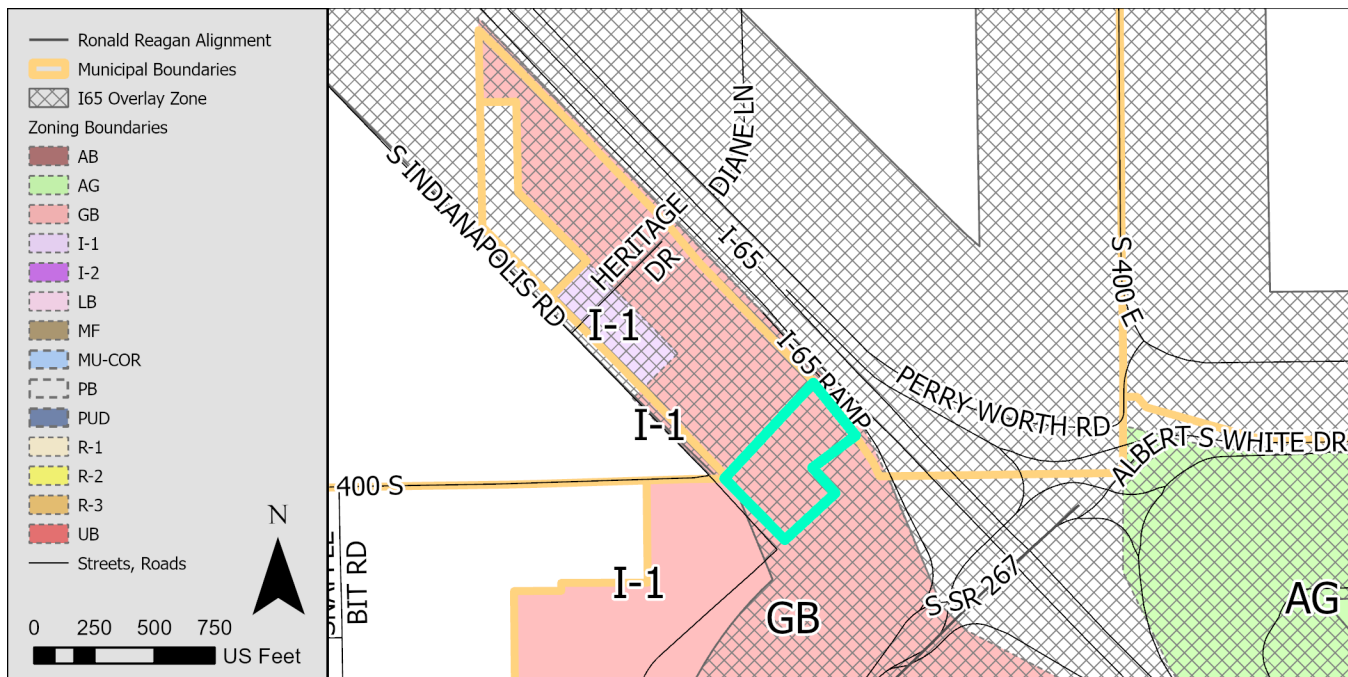 Ronald Reagan Alignment
Municipal Boundaries
I65 Overlay Zone
Zoning Boundaries
AB
AG
GB
I-1
I-2
LB
MF
MU-COR
PB
PUD
R-1
R-2
R-3
UB
Streets, Roads
N
0 250 500 750
US Feet
S INDIANAPOLIS RD
HERITAGE
DR
DIANE LN
I-65
I-65 RAMP
S 400 E
PERRY WORTH RD
ALBERT S WHITE DR
I-1
I-1
400 S
BIT RD
I-1
GB
S SR 267
AG